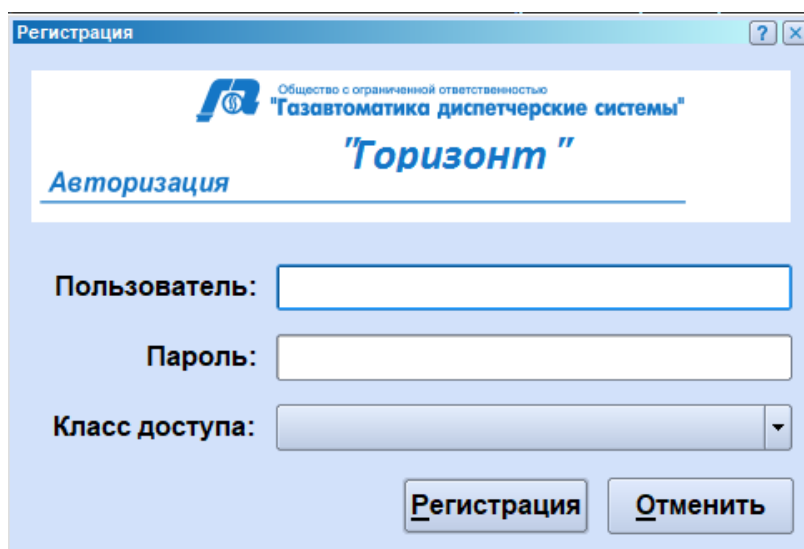 Регистрация
Общество с ограниченной ответственностью
"Газавтоматика диспетчерские системы"
"Горизонт"
Авторизация
Пользователь:
Пароль:
Класс доступа:
Регистрация Отменить